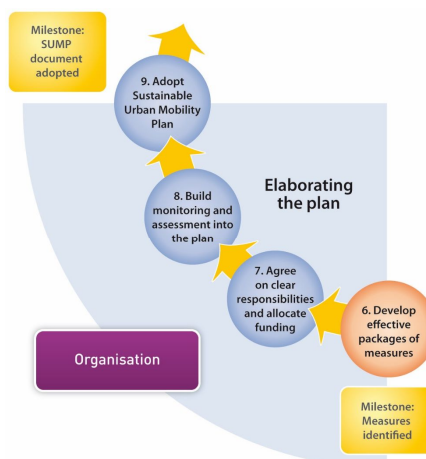 Milestone:
SUMP
document
adopted
9. Adopt
Sustainable
Urban Mobility
Plan
Elaborating
the plan
8. Build
monitoring and
assessment into
the plan
7. Agree
on clear
responsibilities
and allocate
funding
6. Develop
effective
packages of
measures
Organisation
Milestone:
Measures
identified